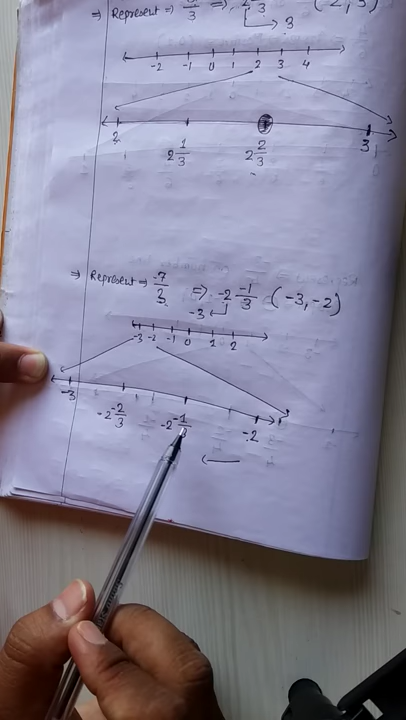 ⇒ Represent ⇒ 8/3 ⇒ 2 2/3 (2, 3)
3
-2 -1 0 1 2 3 4
2 2 1/3 2 2/3 3
⇒ Represent ⇒ -7/3 ⇒ -2 -1/3 (-3, -2)
-3
-3 -2 -1 0 1 2
-3 -2 -2/3 -2 -1/3 -2